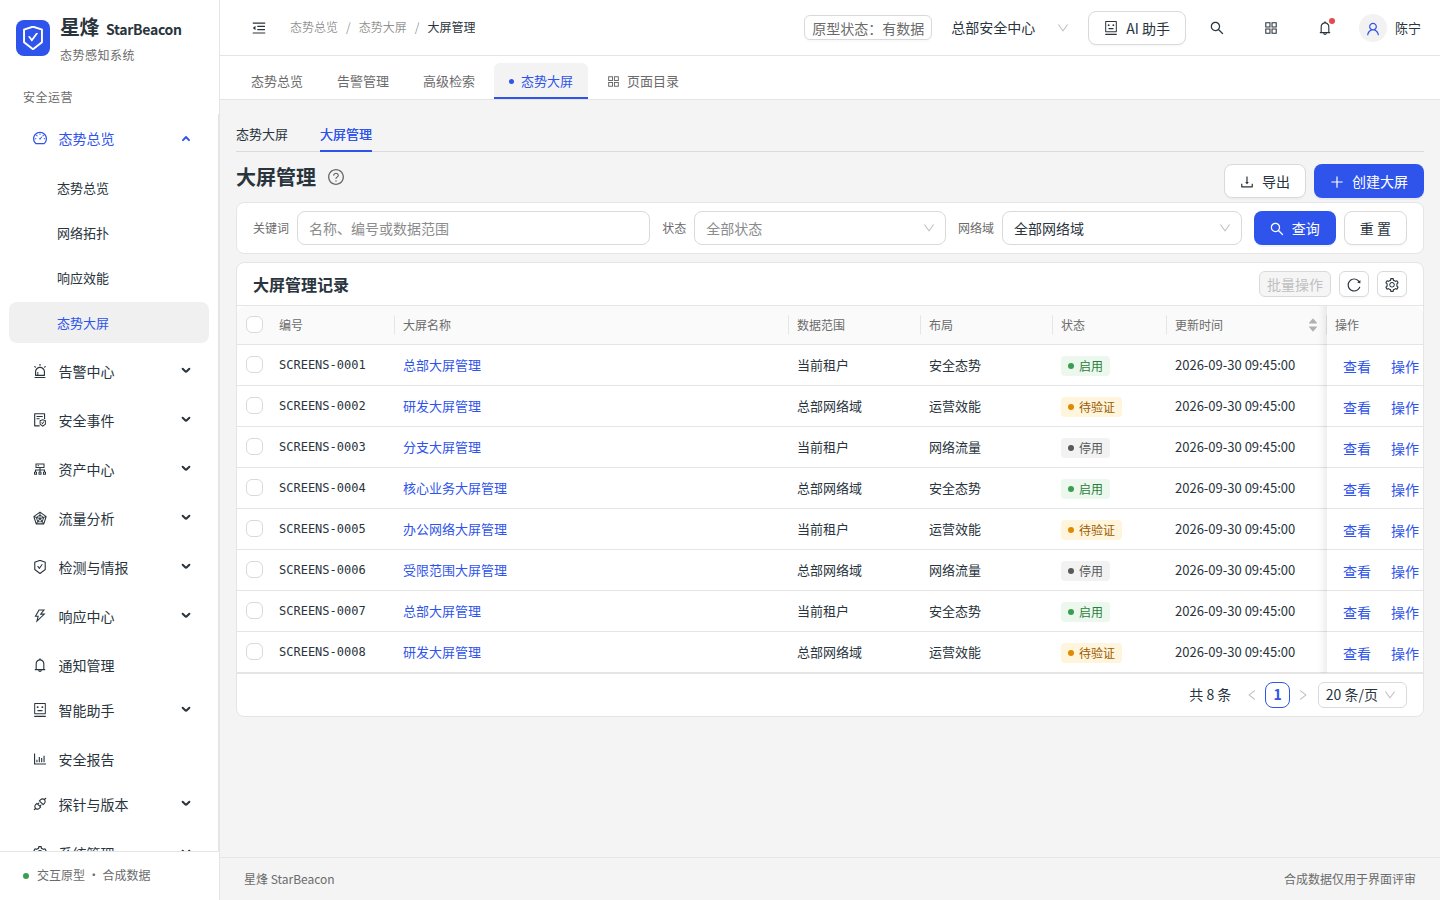 星烽 StarBeacon
态势感知系统
安全运营
态势总览
态势总览
网络拓扑
响应效能
态势大屏
告警中心
安全事件
资产中心
流量分析
检测与情报
响应中心
通知管理
智能助手
安全报告
探针与版本
系统管理
交互原型 · 合成数据
态势总览 / 态势大屏 / 大屏管理
原型状态：有数据
总部安全中心
AI 助手
陈宁
态势总览 告警管理 高级检索 态势大屏 页面目录
态势大屏 大屏管理
大屏管理
导出
创建大屏
关键词 名称、编号或数据范围 状态 全部状态 网络域 全部网络域 查询 重 置
大屏管理记录
批量操作
编号 大屏名称 数据范围 布局 状态 更新时间 操作
SCREENS-0001 总部大屏管理 当前租户 安全态势 启用 2026-09-30 09:45:00 查看 操作
SCREENS-0002 研发大屏管理 总部网络域 运营效能 待验证 2026-09-30 09:45:00 查看 操作
SCREENS-0003 分支大屏管理 当前租户 网络流量 停用 2026-09-30 09:45:00 查看 操作
SCREENS-0004 核心业务大屏管理 总部网络域 安全态势 启用 2026-09-30 09:45:00 查看 操作
SCREENS-0005 办公网络大屏管理 当前租户 运营效能 待验证 2026-09-30 09:45:00 查看 操作
SCREENS-0006 受限范围大屏管理 总部网络域 网络流量 停用 2026-09-30 09:45:00 查看 操作
SCREENS-0007 总部大屏管理 当前租户 安全态势 启用 2026-09-30 09:45:00 查看 操作
SCREENS-0008 研发大屏管理 总部网络域 运营效能 待验证 2026-09-30 09:45:00 查看 操作
共 8 条 1 20 条/页
星烽 StarBeacon
合成数据仅用于界面评审